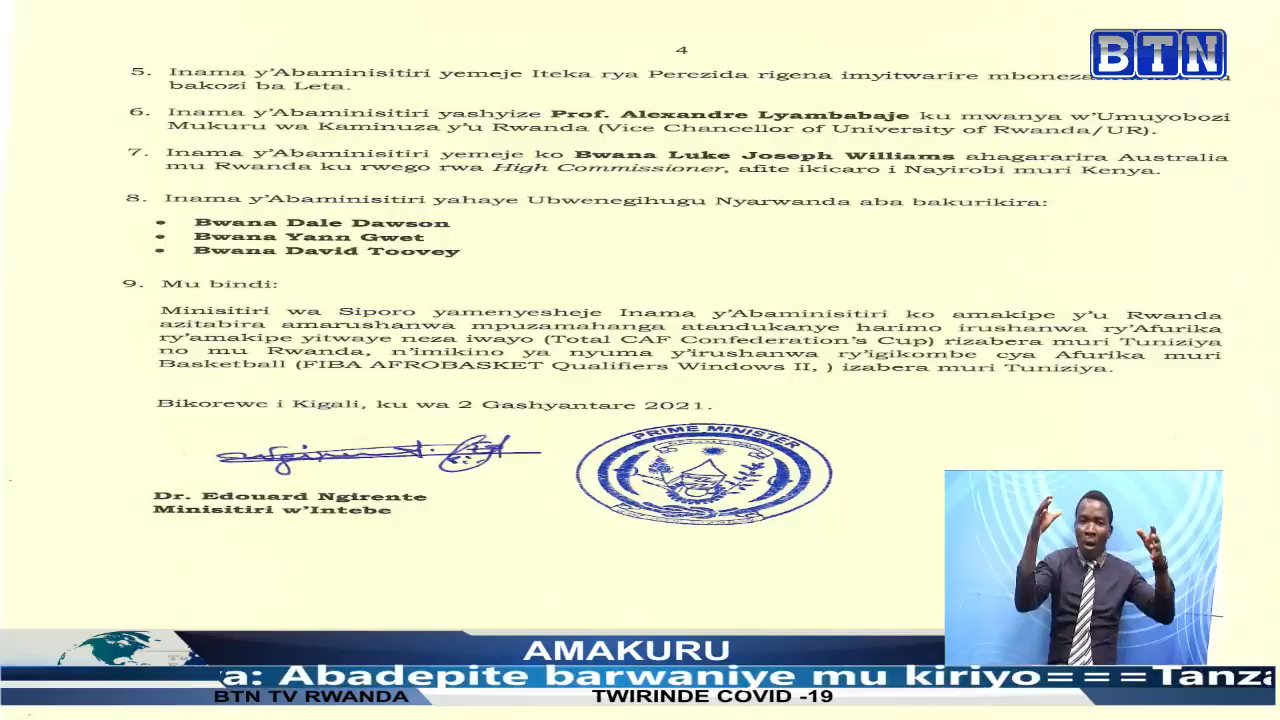 4
BTN
5. Inama y'Abaminisitiri yemeje Iteka rya Perezida rigena imyitwarire
bakozi ba Leta.
6. Inama y'Abaminisitiri yashyize Prof. Alexandre Lyambabaje ku mwanya w'Umuyobozi
Mukuru wa Kaminuza y'u Rwanda (Vice Chancellor of University of Rwanda/UR).
7. Inama y'Abaminisitiri yemeje ko Bwana Luke Joseph Williams ahagararira Australia
mu Rwanda ku rwego rwa High Commissioner, afite ikicaro i Nayirobi muri Kenya.
8. Inama y'Abaminisitiri yahaye Ubwenegihugu Nyarwanda aba bakurikira:
• Bwana Dale Dawson
• Bwana Yann Gwet
• Bwana David Toovey
9. Mu bindi:
Minisitiri wa Siporo yamenyesheje Inama y'Abaminisitiri ko amakipe y'u Rwanda
azitabira amarushanwa mpuzamahanga atandukanye harimo irushanwa ry'Afurika
ry'amakipe yitwaye neza iwayo (Total CAF Confederation's Cup) rizabera muri Tuniziya
no mu Rwanda, n'imikino ya nyuma y'irushanwa ry'igikombe cya Afurika muri
Basketball (FIBA AFROBASKET Qualifiers Windows II, ) izabera muri Tuniziya.
Bikorewe i Kigali, ku wa 2 Gashyantare 2021.
PRIME MINISTER
Dr. Edouard Ngirente
Minisitiri w'Intebe
AMAKURU
Abadepite barwaniye mu kiriyo===
BTN TV RWANDA
TWIRINDE COVID -19